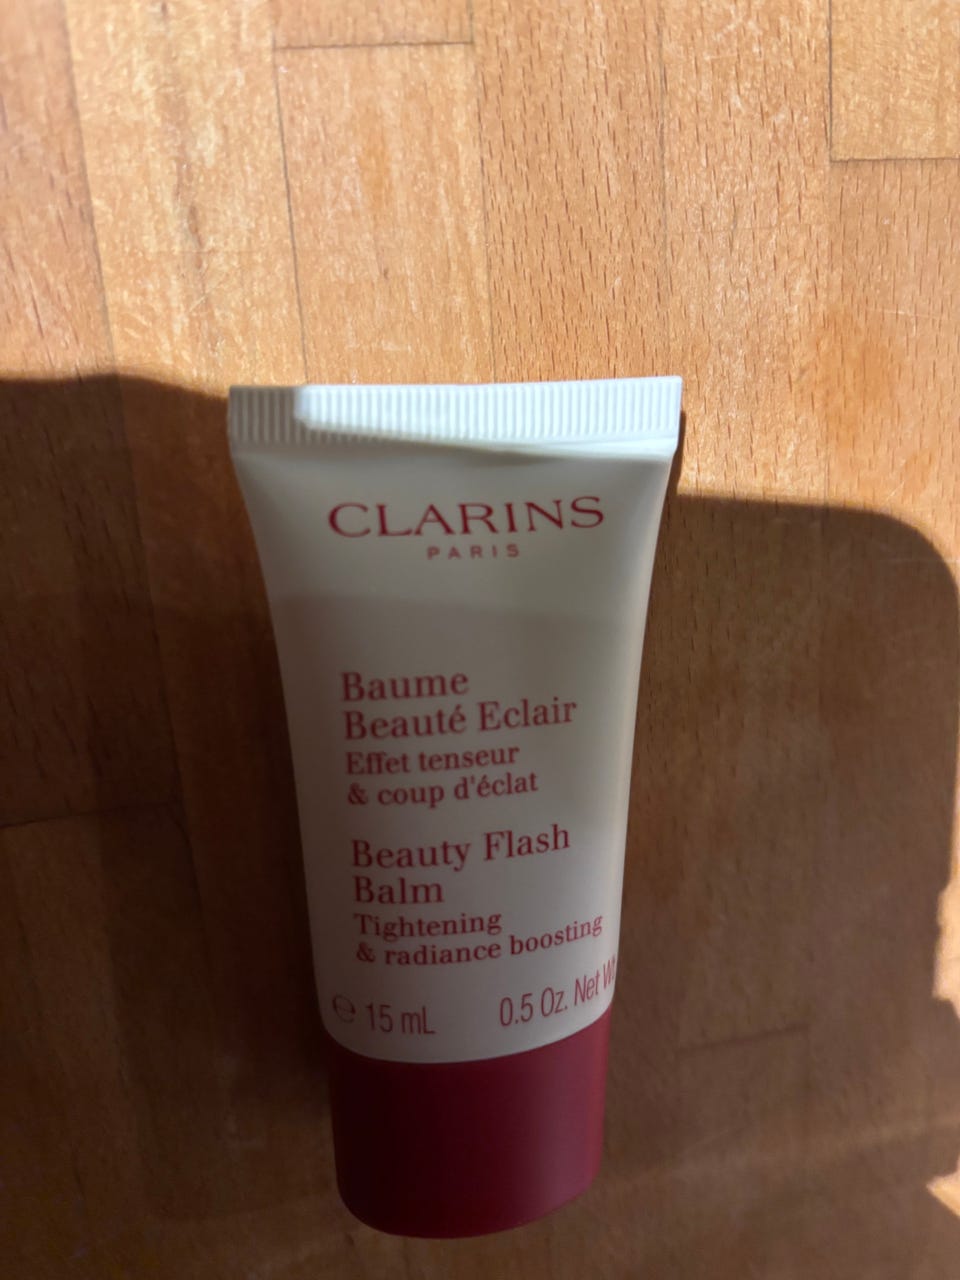 CLARINS
PARIS
Baume
Beauté Eclair
Effet tenseur
& coup d'éclat
Beauty Flash
Balm
Tightening
& radiance boosting
℮ 15 mL 0.5 Oz. Net Wt.